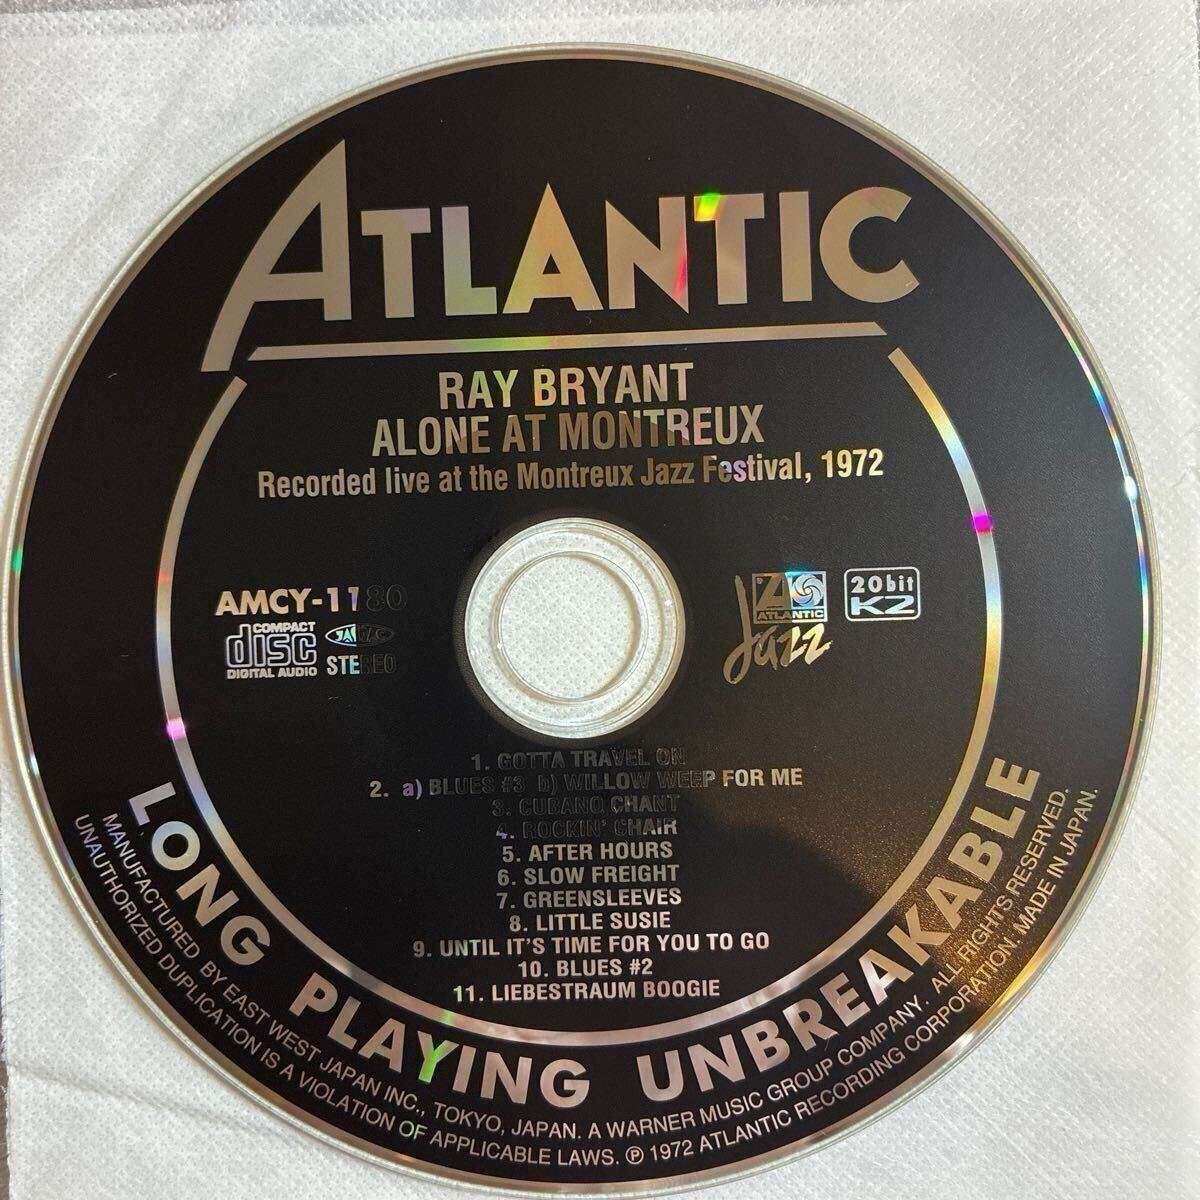 ATLANTIC
RAY BRYANT
ALONE AT MONTREUX
Recorded live at the Montreux Jazz Festival, 1972
AMCY-1180
COMPACT
disc
DIGITAL AUDIO
JASRAC
STEREO
ATLANTIC
Jazz
20bit
K2
1. GOTTA TRAVEL ON
2. a) BLUES #3 b) WILLOW WEEP FOR ME
3. CUBANO CHANT
4. ROCKIN' CHAIR
5. AFTER HOURS
6. SLOW FREIGHT
7. GREENSLEEVES
8. LITTLE SUSIE
9. UNTIL IT'S TIME FOR YOU TO GO
10. BLUES #2
11. LIEBESTRAUM BOOGIE
LONG PLAYING UNBREAKABLE
MANUFACTURED BY EAST WEST JAPAN INC., TOKYO, JAPAN. A WARNER MUSIC GROUP COMPANY. ALL RIGHTS RESERVED.
UNAUTHORIZED DUPLICATION IS A VIOLATION OF APPLICABLE LAWS. ℗ 1972 ATLANTIC RECORDING CORPORATION. MADE IN JAPAN.